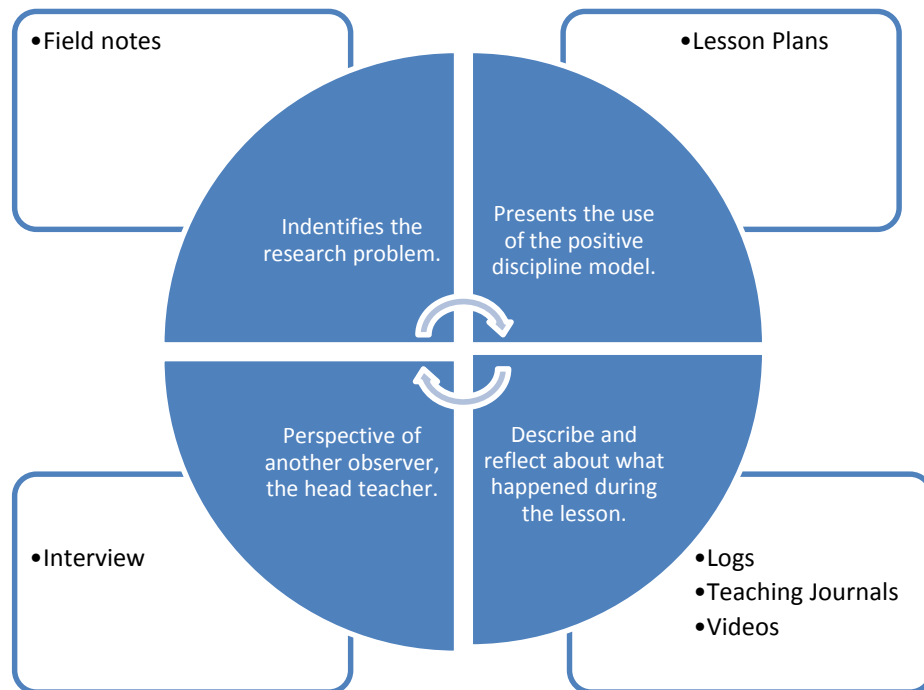 •Field notes
•Lesson Plans
Indentifies the
research problem.
Presents the use
of the positive
discipline model.
Perspective of
another observer,
the head teacher.
Describe and
reflect about what
happened during
the lesson.
•Interview
•Logs
•Teaching Journals
•Videos